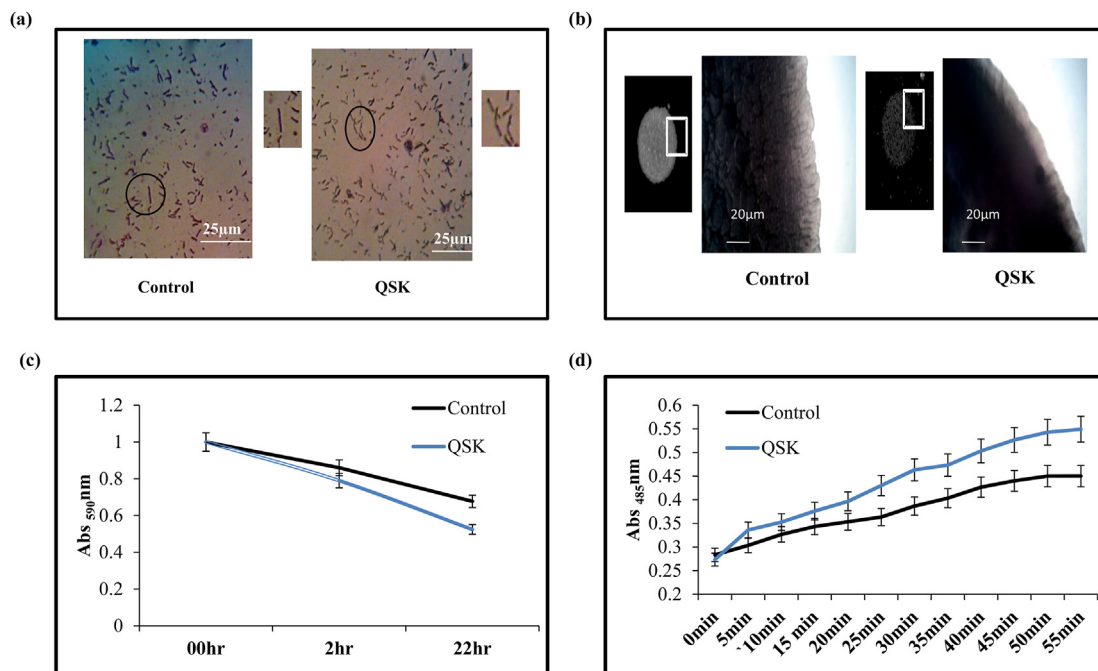 (a)
25µm
25µm
Control
QSK
(b)
20µm
20µm
Control
QSK
(c)
1.2
1
0.8
0.6
0.4
0.2
0
Abs 590nm
Control
QSK
00hr
2hr
22hr
(d)
0.6
0.55
0.5
0.45
0.4
0.35
0.3
0.25
0.2
Abs 485nm
Control
QSK
0min
5min
` 10min
15 min
20min
25min
30min
35min
40min
45min
50min
55min